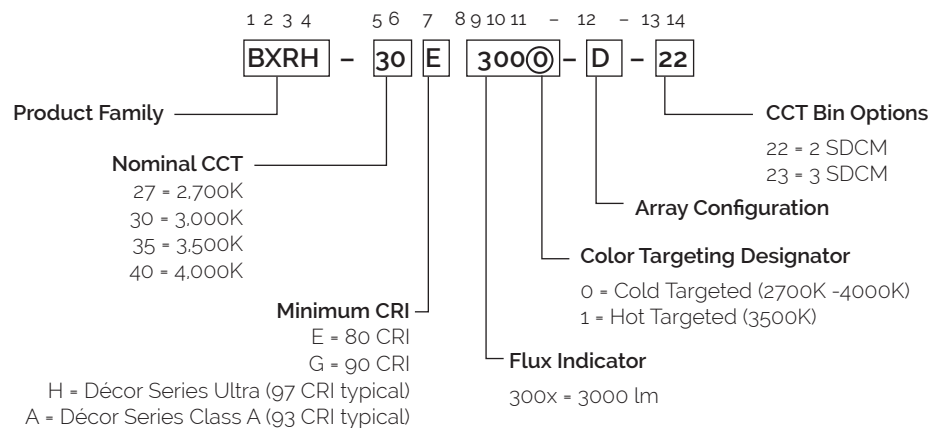 1 2 3 4 5 6 7 8 9 10 11 – 12 – 13 14
BXRH – 30 E 3000 – D – 22
Product Family
CCT Bin Options
22 = 2 SDCM
23 = 3 SDCM
Nominal CCT
27 = 2,700K
30 = 3,000K
35 = 3,500K
40 = 4,000K
Array Configuration
Color Targeting Designator
0 = Cold Targeted (2700K -4000K)
1 = Hot Targeted (3500K)
Minimum CRI
E = 80 CRI
G = 90 CRI
H = Décor Series Ultra (97 CRI typical)
A = Décor Series Class A (93 CRI typical)
Flux Indicator
300x = 3000 lm